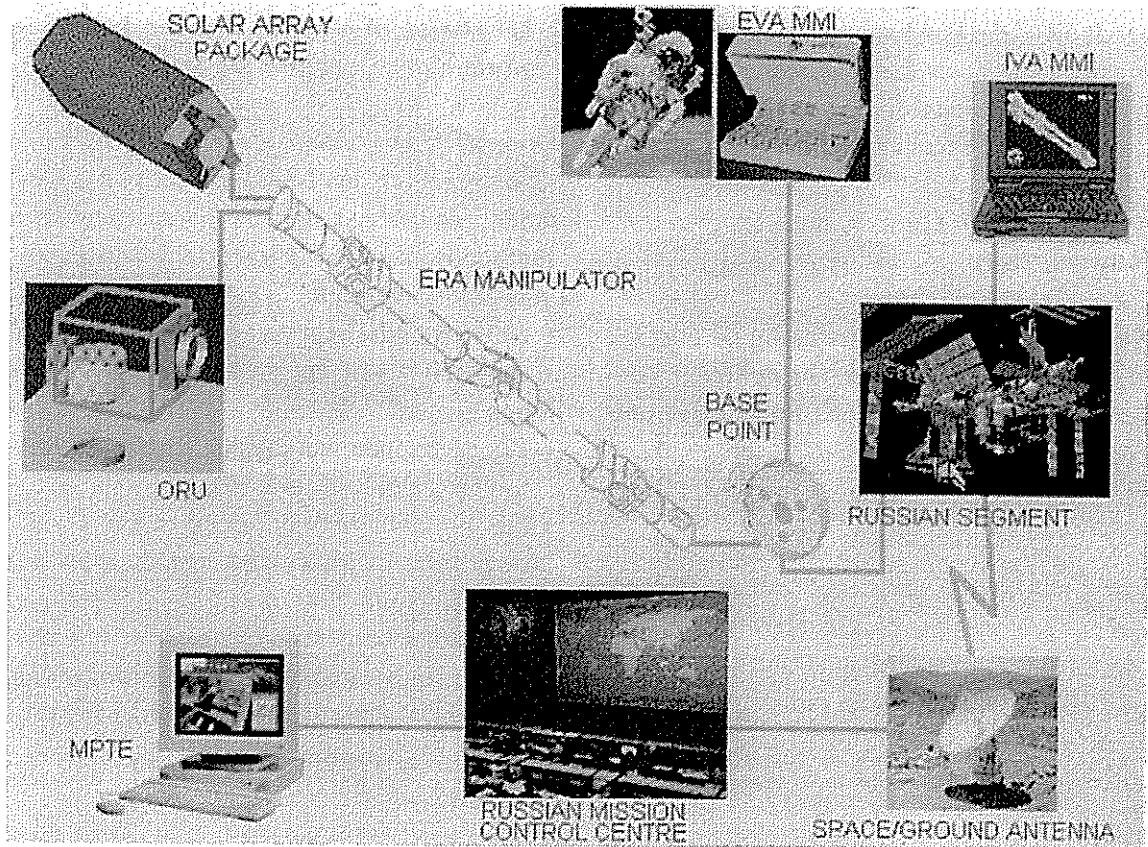 SOLAR ARRAY
PACKAGE
EVA MMI
IVA MMI
ERA MANIPULATOR
BASE
POINT
ORU
RUSSIAN SEGMENT
MPTE
RUSSIAN MISSION
CONTROL CENTRE
SPACE/GROUND ANTENNA